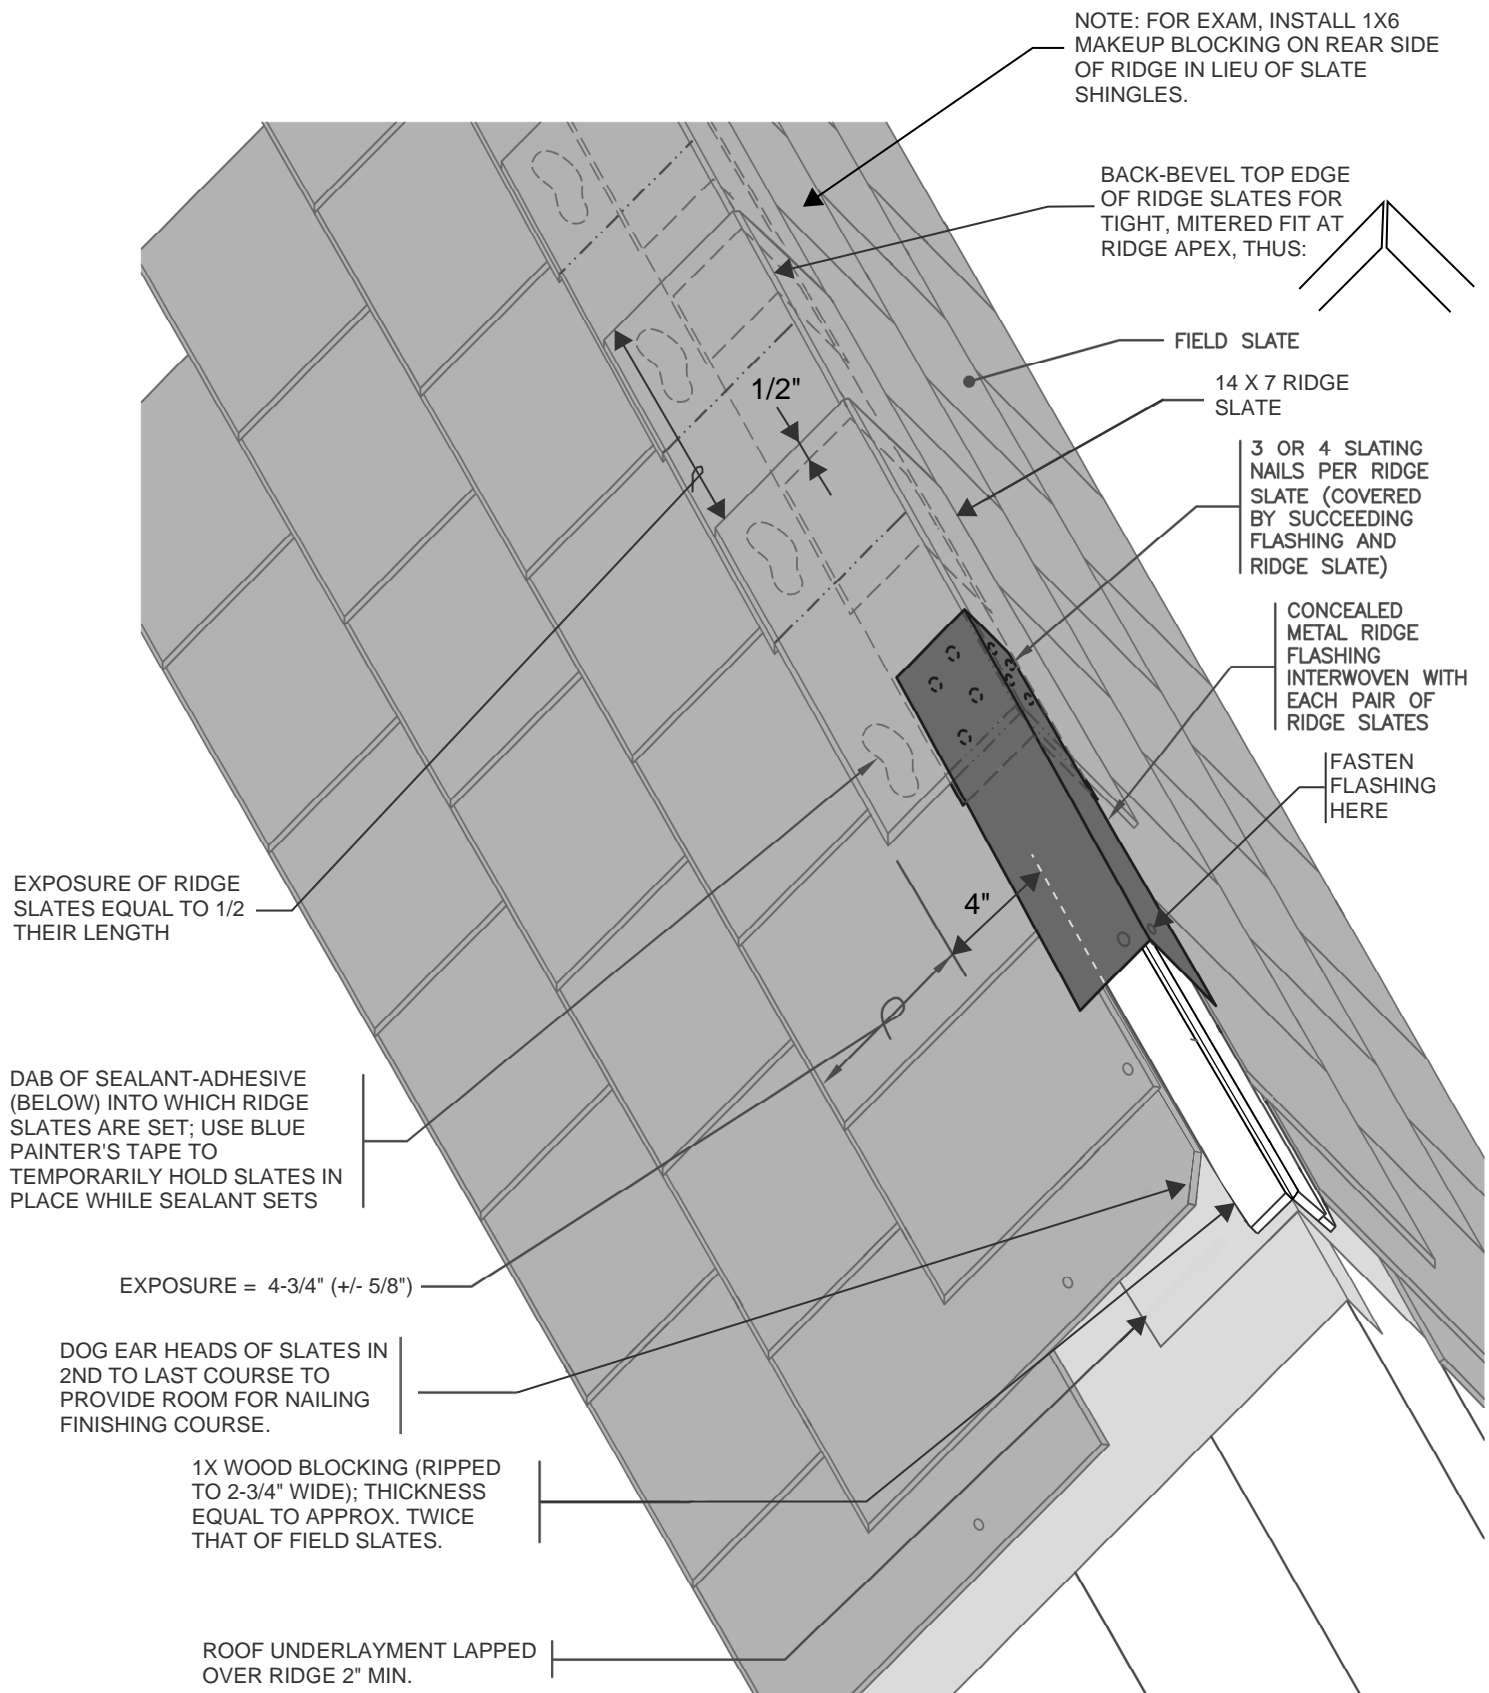 NOTE: FOR EXAM, INSTALL 1X6
MAKEUP BLOCKING ON REAR SIDE
OF RIDGE IN LIEU OF SLATE
SHINGLES.
BACK-BEVEL TOP EDGE
OF RIDGE SLATES FOR
TIGHT, MITERED FIT AT
RIDGE APEX, THUS:
FIELD SLATE
14 X 7 RIDGE
SLATE
1/2"
3 OR 4 SLATING
NAILS PER RIDGE
SLATE (COVERED
BY SUCCEEDING
FLASHING AND
RIDGE SLATE)
CONCEALED
METAL RIDGE
FLASHING
INTERWOVEN WITH
EACH PAIR OF
RIDGE SLATES
FASTEN
FLASHING
HERE
EXPOSURE OF RIDGE
SLATES EQUAL TO 1/2
THEIR LENGTH
4"
DAB OF SEALANT-ADHESIVE
(BELOW) INTO WHICH RIDGE
SLATES ARE SET; USE BLUE
PAINTER'S TAPE TO
TEMPORARILY HOLD SLATES IN
PLACE WHILE SEALANT SETS
EXPOSURE = 4-3/4" (+/- 5/8")
DOG EAR HEADS OF SLATES IN
2ND TO LAST COURSE TO
PROVIDE ROOM FOR NAILING
FINISHING COURSE.
1X WOOD BLOCKING (RIPPED
TO 2-3/4" WIDE); THICKNESS
EQUAL TO APPROX. TWICE
THAT OF FIELD SLATES.
ROOF UNDERLAYMENT LAPPED
OVER RIDGE 2" MIN.